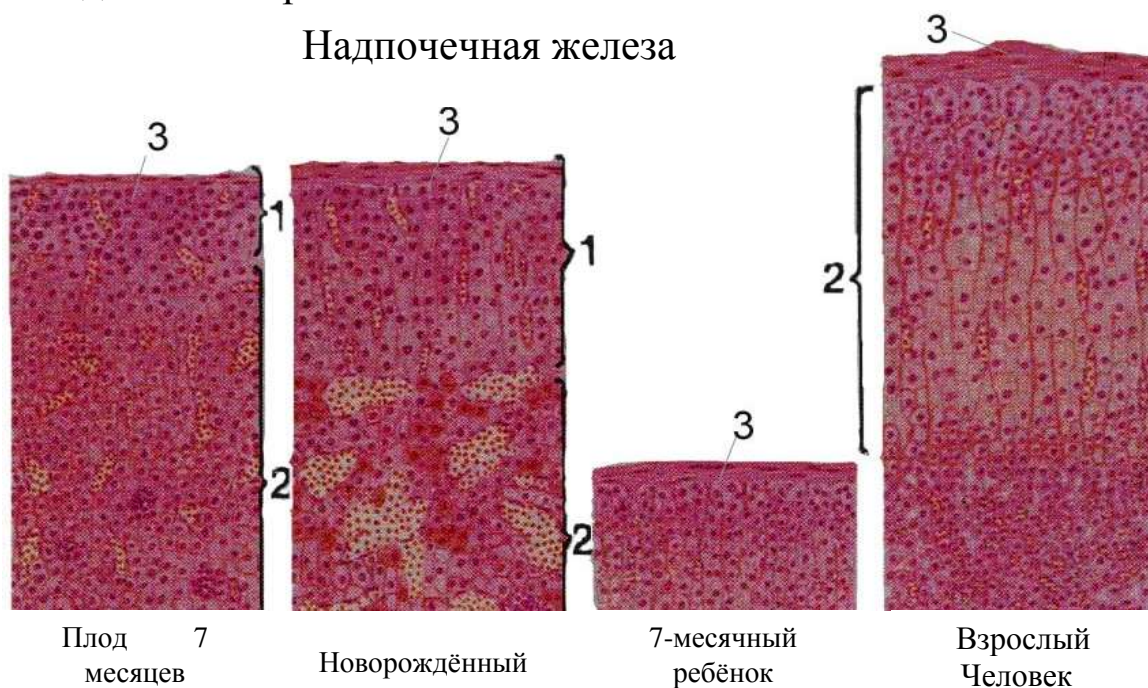 Надпочечная железа
3
3
3
3
1
2
1
2
2
Плод 7
месяцев
Новорождённый
7-месячный
ребёнок
Взрослый
Человек